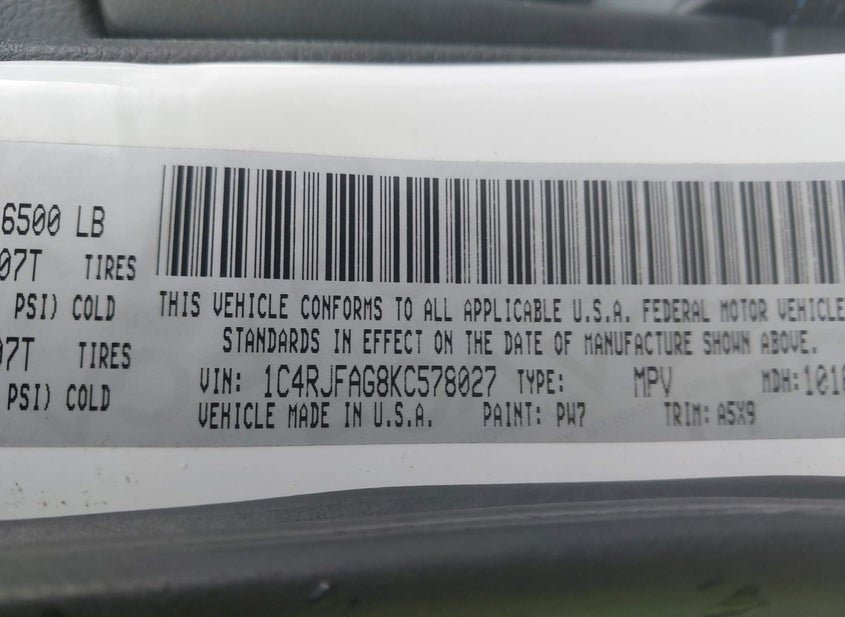 6500 LB
07T TIRES
PSI) COLD
07T TIRES
PSI) COLD
THIS VEHICLE CONFORMS TO ALL APPLICABLE U.S.A. FEDERAL MOTOR VEHICLE
STANDARDS IN EFFECT ON THE DATE OF MANUFACTURE SHOWN ABOVE.
VIN: 1C4RJFAG8KC578027 TYPE: MPV MDH: 101
VEHICLE MADE IN U.S.A. PAINT: PW7 TRIM: A5X9